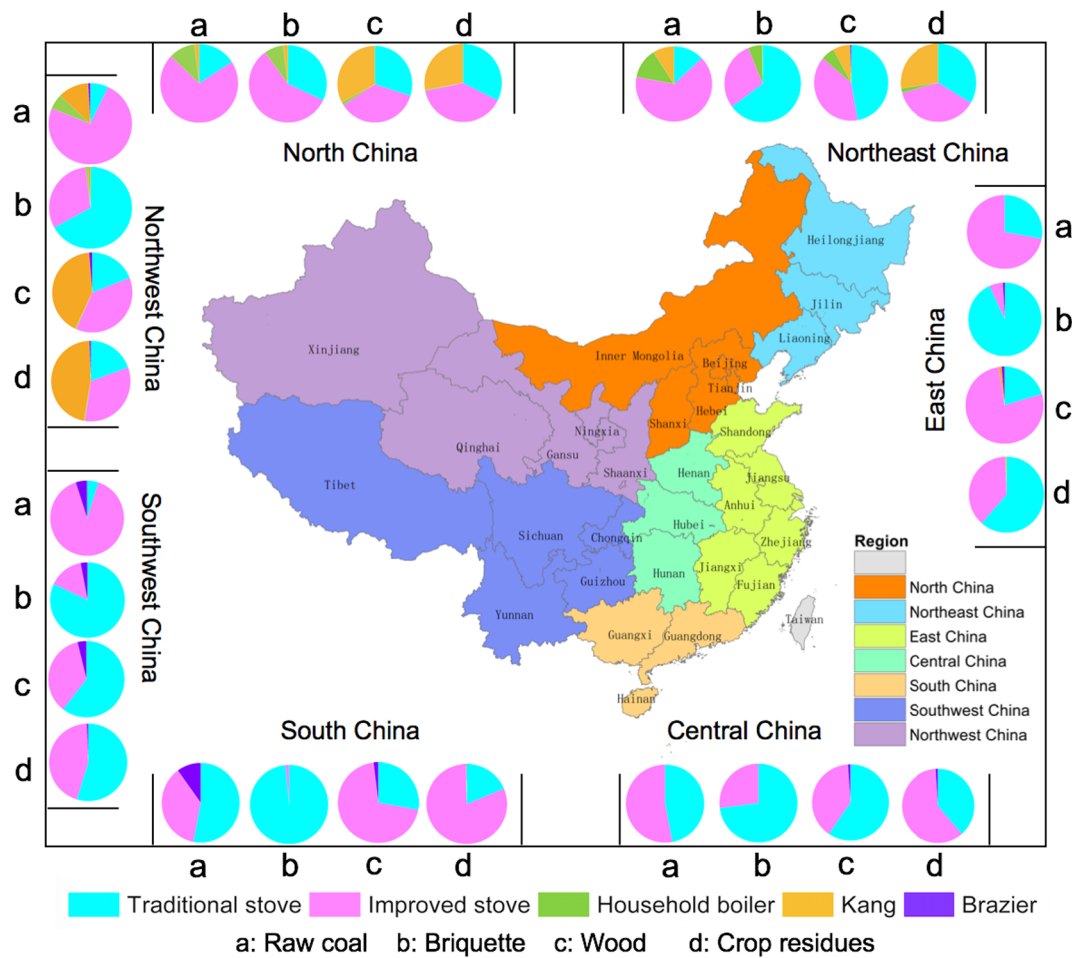 a b c d
a b c d
North China
Northeast China
a
b
c
d
Northwest China
a
b
c
d
Southwest China
a
b
c
d
East China
Heilongjiang
Jilin
Liaoning
Inner Mongolia
Beijing
Tianjin
Hebei
Shanxi
Shandong
Xinjiang
Ningxia
Qinghai
Gansu
Shaanxi
Henan
Jiangsu
Anhui
Tibet
Sichuan
Chongqin
Hubei
Zhejiang
Guizhou
Hunan
Jiangxi
Fujian
Yunnan
Guangxi
Guangdong
Taiwan
Hainan
Region
North China
Northeast China
East China
Central China
South China
Southwest China
Northwest China
South China
Central China
a b c d
a b c d
Traditional stove Improved stove Household boiler Kang Brazier
a: Raw coal b: Briquette c: Wood d: Crop residues